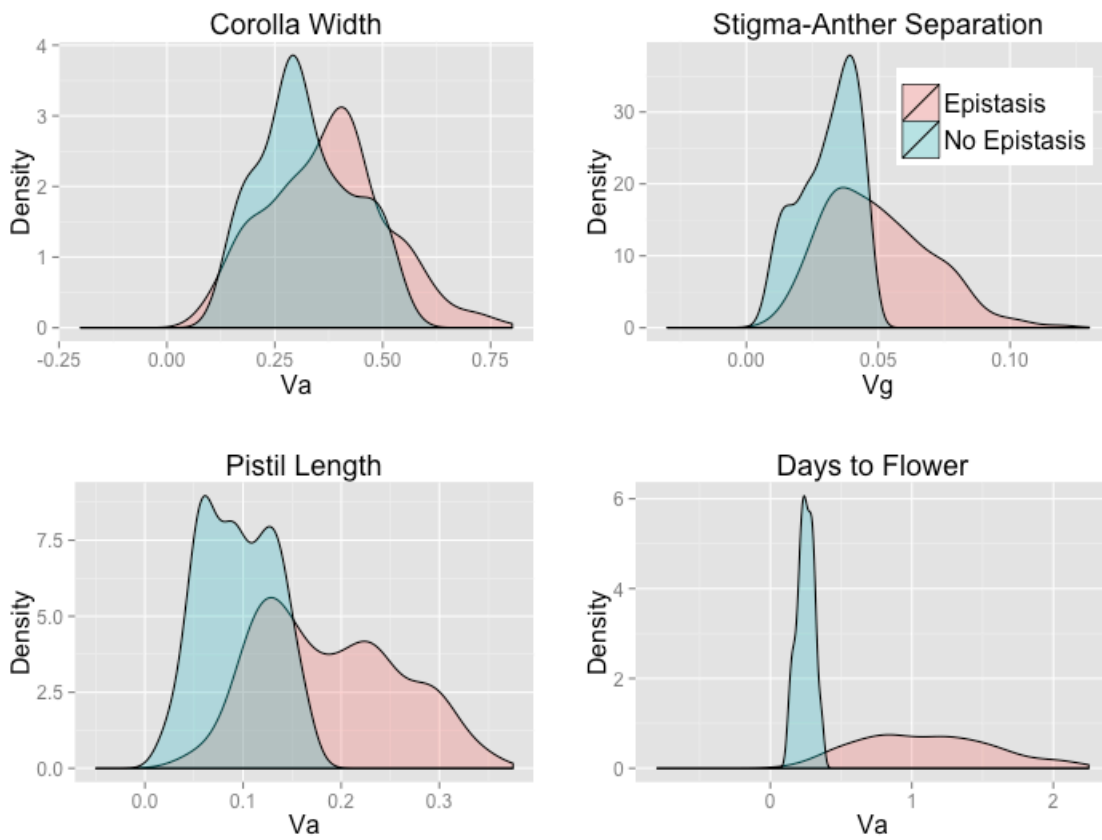 Corolla Width
Stigma-Anther Separation
4
3
2
1
0
Density
-0.25 0.00 0.25 0.50 0.75
Va
30
20
10
0
Density
Epistasis
No Epistasis
0.00 0.05 0.10
Vg
Pistil Length
Days to Flower
7.5
5.0
2.5
0.0
Density
0.0 0.1 0.2 0.3
Va
6
4
2
0
Density
0 1 2
Va